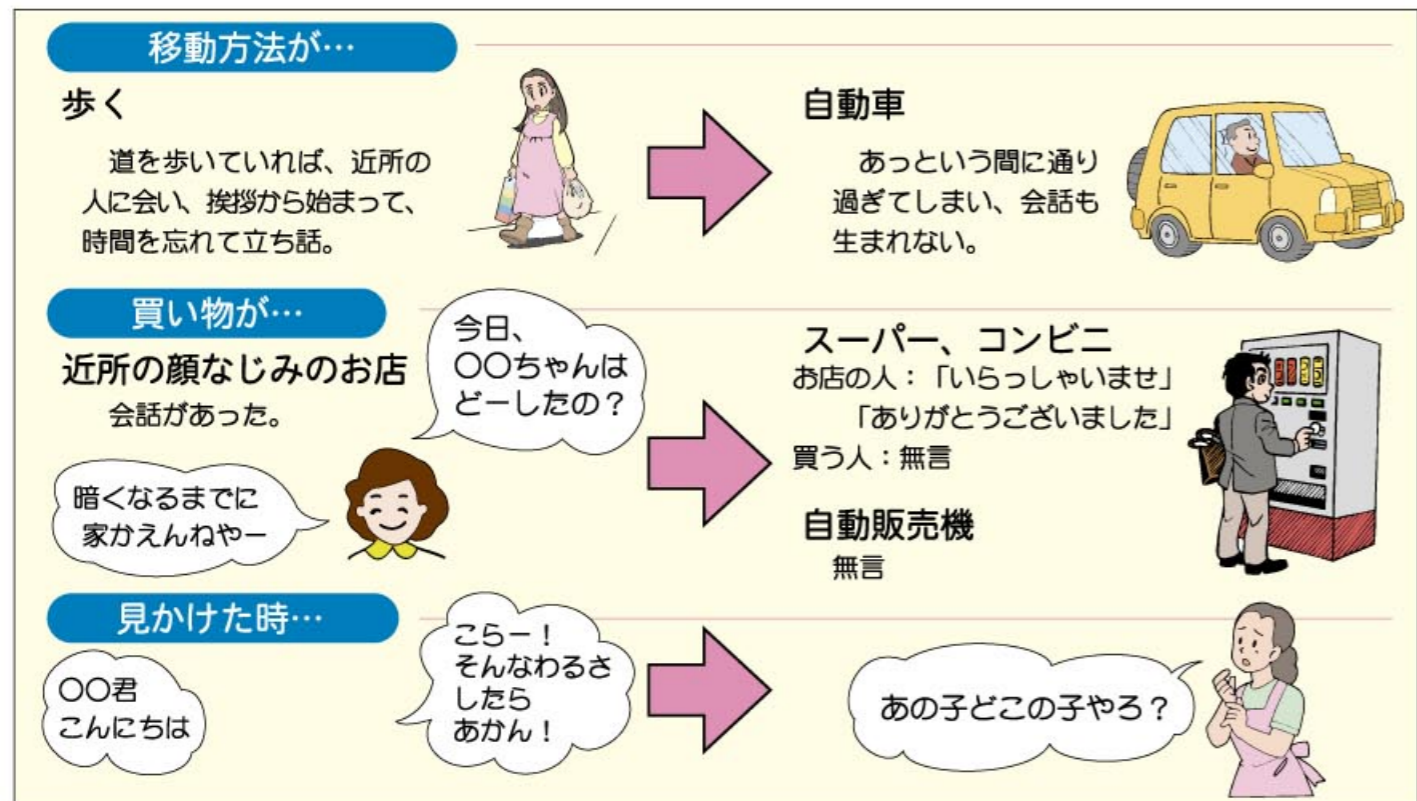 移動方法が…
歩く
道を歩いていれば、近所の
人に会い、挨拶から始まって、
時間を忘れて立ち話。
自動車
あっという間に通り
過ぎてしまい、会話も
生まれない。
買い物が…
近所の顔なじみのお店
会話があった。
今日、
〇〇ちゃんは
どーしたの?
暗くなるまでに
家かえんねやー
スーパー、コンビニ
お店の人:「いらっしゃいませ」
「ありがとうございました」
買う人:無言
自動販売機
無言
見かけた時…
〇〇君
こんにちは
こらー!
そんなわるさ
したら
あかん!
あの子どこの子やろ?